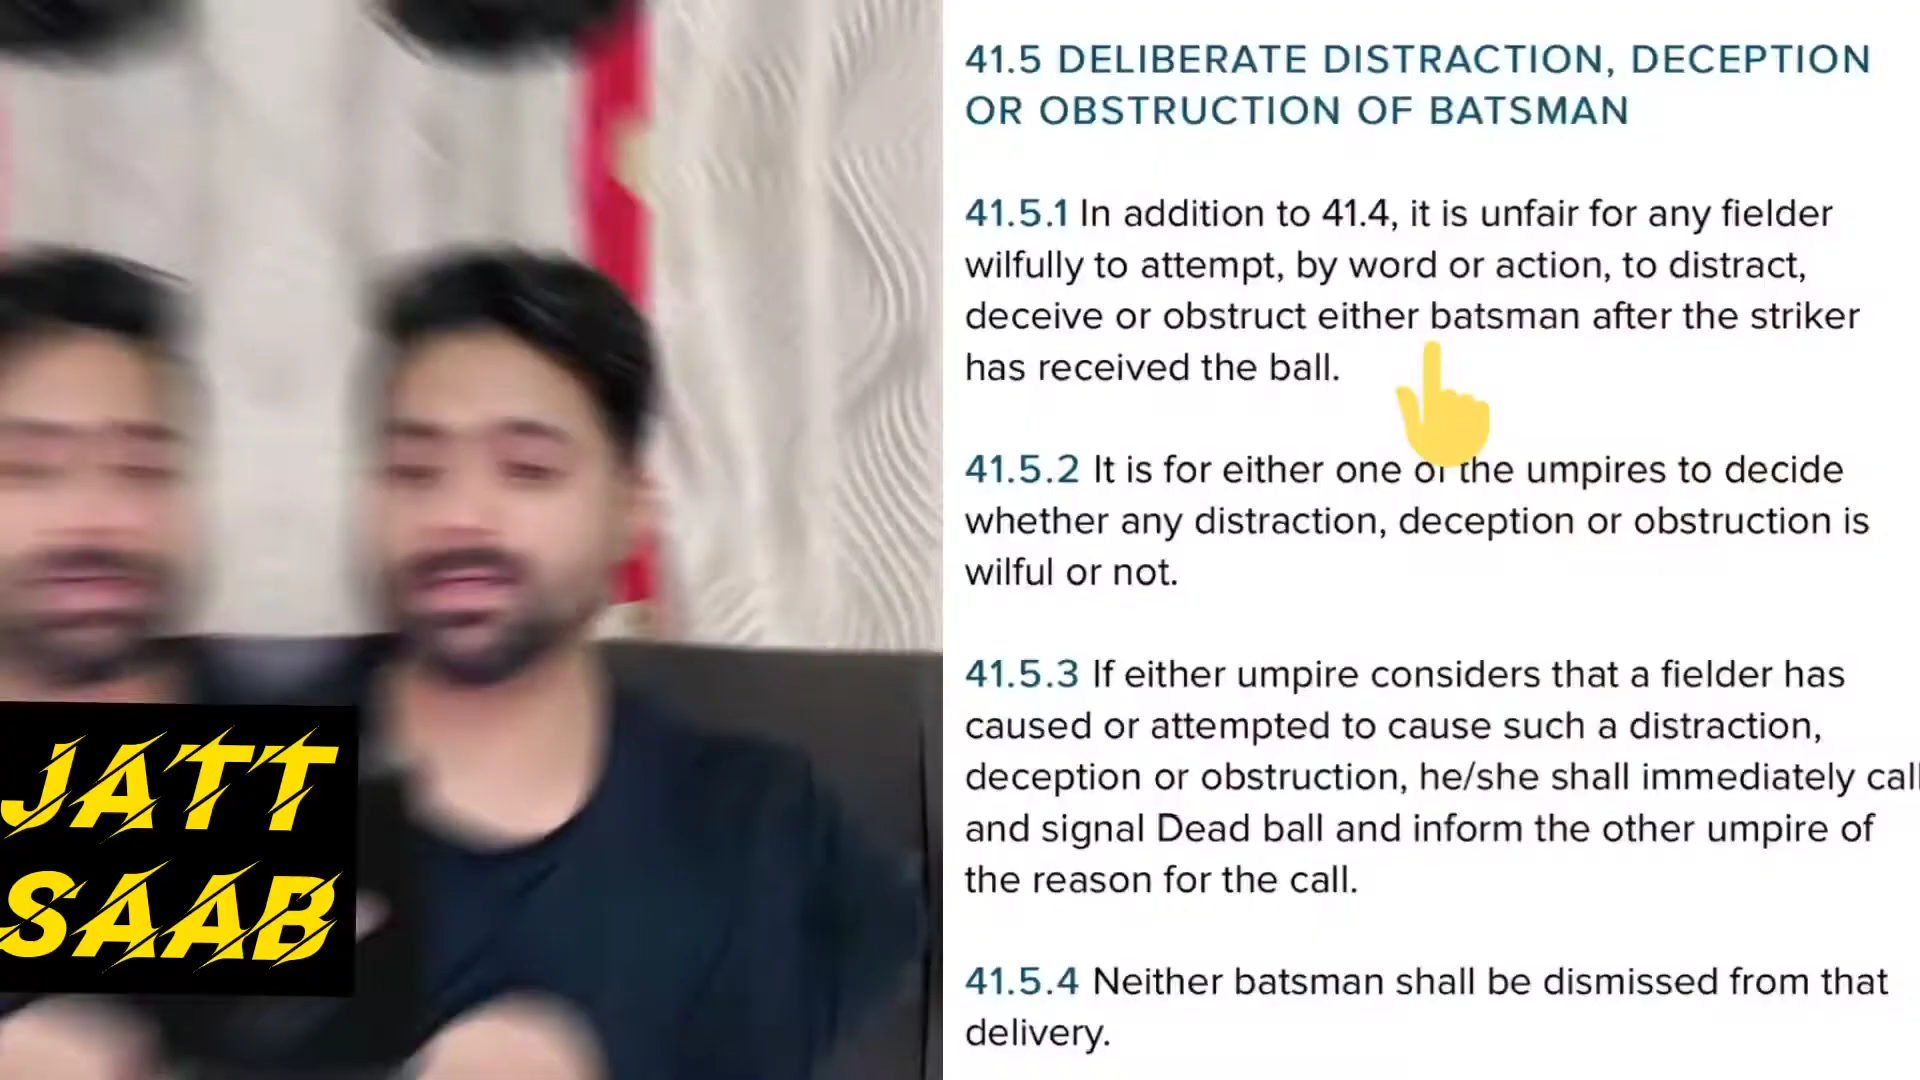 41.5 DELIBERATE DISTRACTION, DECEPTION
OR OBSTRUCTION OF BATSMAN
41.5.1 In addition to 41.4, it is unfair for any fielder
wilfully to attempt, by word or action, to distract,
deceive or obstruct either batsman after the striker
has received the ball.
41.5.2 It is for either one of the umpires to decide
whether any distraction, deception or obstruction is
wilful or not.
41.5.3 If either umpire considers that a fielder has
caused or attempted to cause such a distraction,
deception or obstruction, he/she shall immediately call
and signal Dead ball and inform the other umpire of
the reason for the call.
41.5.4 Neither batsman shall be dismissed from that
delivery.
JATT
SAAB